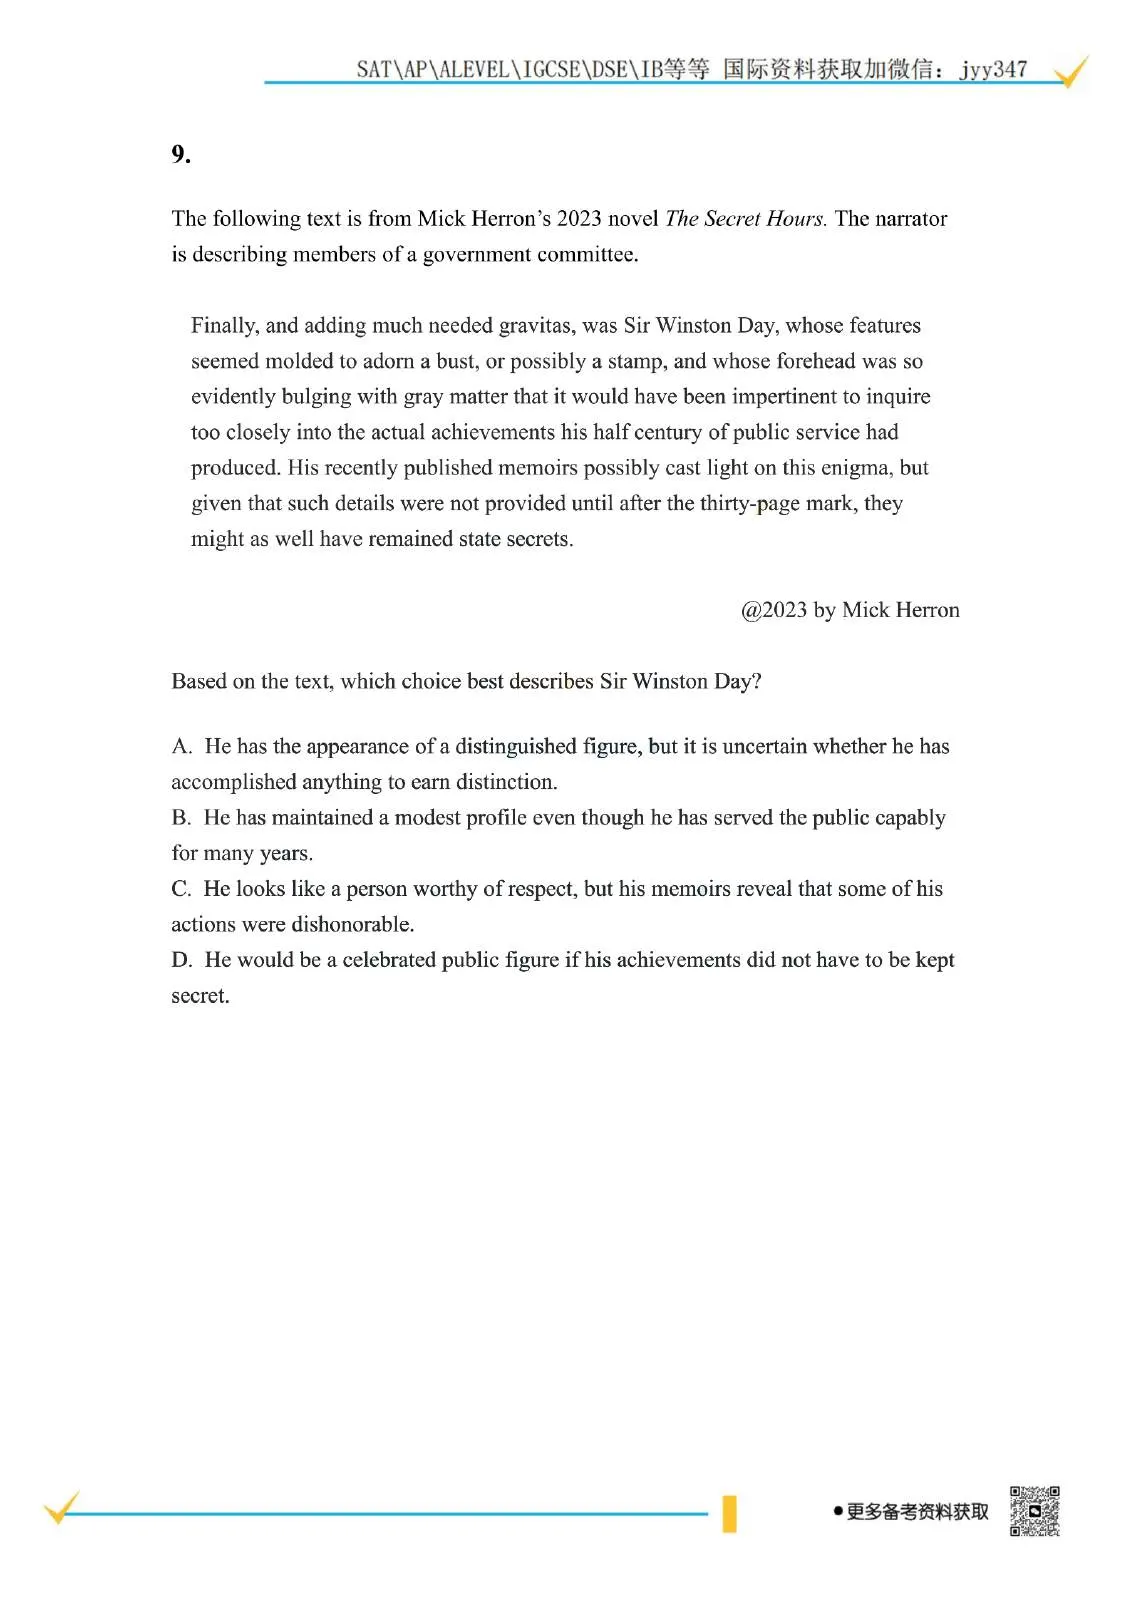 SAT\AP\ALEVEL\IGCSE\DSE\IB等等 国际资料获取加微信：jyy347
9.
The following text is from Mick Herron’s 2023 novel The Secret Hours. The narrator
is describing members of a government committee.
Finally, and adding much needed gravitas, was Sir Winston Day, whose features
seemed molded to adorn a bust, or possibly a stamp, and whose forehead was so
evidently bulging with gray matter that it would have been impertinent to inquire
too closely into the actual achievements his half century of public service had
produced. His recently published memoirs possibly cast light on this enigma, but
given that such details were not provided until after the thirty-page mark, they
might as well have remained state secrets.
@2023 by Mick Herron
Based on the text, which choice best describes Sir Winston Day?
A. He has the appearance of a distinguished figure, but it is uncertain whether he has
accomplished anything to earn distinction.
B. He has maintained a modest profile even though he has served the public capably
for many years.
C. He looks like a person worthy of respect, but his memoirs reveal that some of his
actions were dishonorable.
D. He would be a celebrated public figure if his achievements did not have to be kept
secret.
●更多备考资料获取